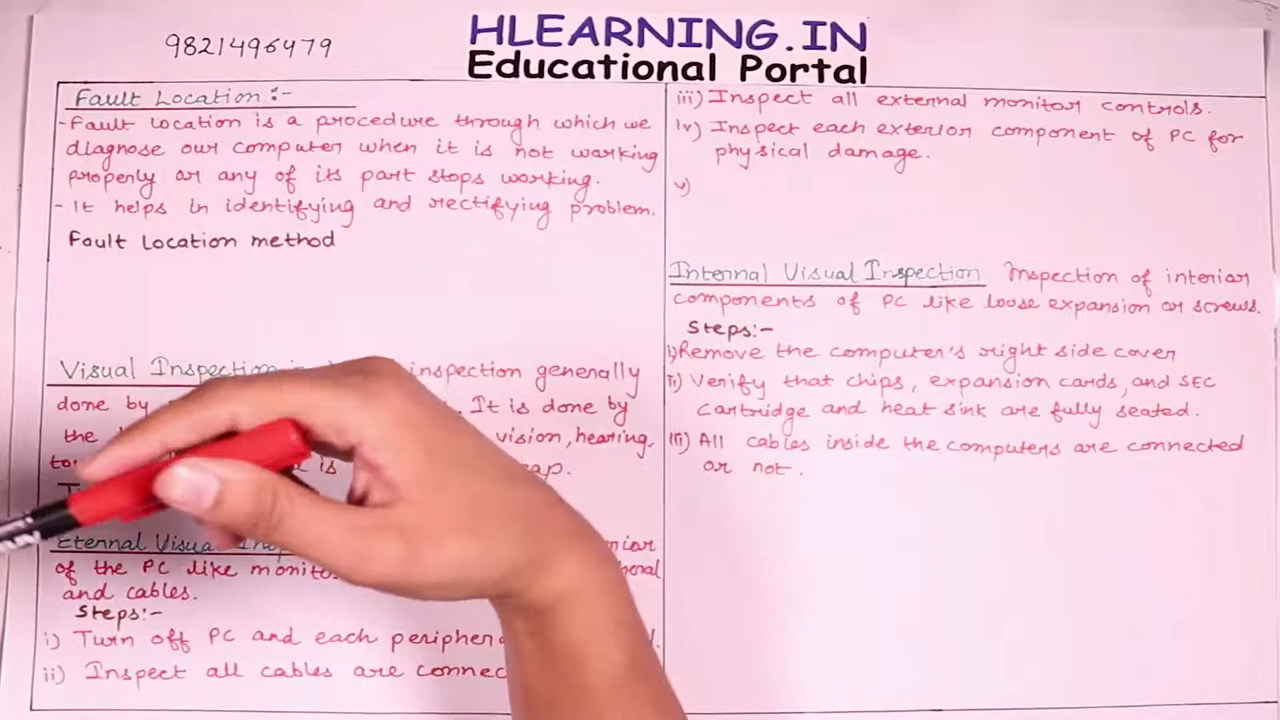 9821496479
HLEARNING.IN
Educational Portal
Fault Location :-
- Fault location is a procedure through which we
diagnose our computer when it is not working
properly or any of its part stops working.
- It helps in identifying and rectifying problem.
Fault Location method
Visual Inspection inspection generally
done by . It is done by
the vision, hearing,
is
Eternal Visual
of the PC like
and cables.
Steps:-
i) Turn off PC and each
ii) Inspect all cables are
iii) Inspect all external monitor controls.
iv) Inspect each exterior component of PC for
physical damage.
v)
Internal Visual Inspection Inspection of interior
components of PC like loose expansion or screws.
Steps:-
i) Remove the computer's right side cover
ii) Verify that chips, expansion cards, and SEC
Cartridge and heat sink are fully seated.
iii) All cables inside the computers are connected
or not.